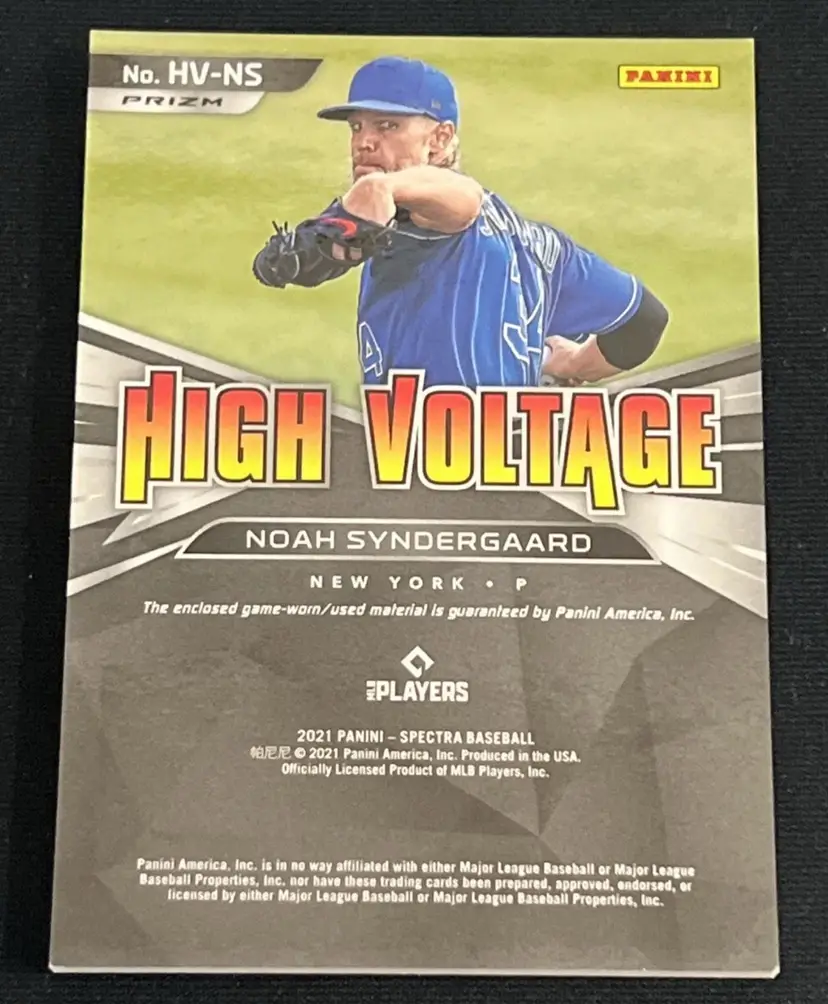 No. HV-NS
PRIZM
PANINI
4
HIGH VOLTAGE
NOAH SYNDERGAARD
NEW YORK • P
The enclosed game-worn/used material is guaranteed by Panini America, Inc.
MLB PLAYERS
2021 PANINI – SPECTRA BASEBALL
帕尼尼 © 2021 Panini America, Inc. Produced in the USA.
Officially Licensed Product of MLB Players, Inc.
Panini America, Inc. is in no way affiliated with either Major League Baseball or Major League
Baseball Properties, Inc. nor have these trading cards been prepared, approved, endorsed, or
licensed by either Major League Baseball or Major League Baseball Properties, Inc.